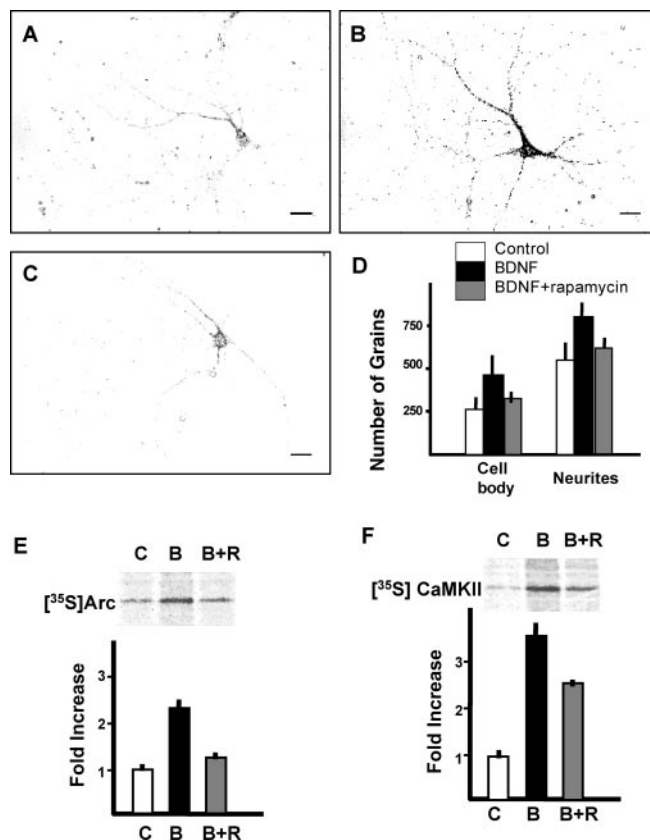 A
B
C
D
Control
BDNF
BDNF+rapamycin
Number of Grains
750
500
250
Cell body
Neurites
E
C B B+R
[³⁵S]Arc
Fold Increase
3
2
1
C B B+R
F
C B B+R
[³⁵S] CaMKII
Fold Increase
3
2
1
C B B+R